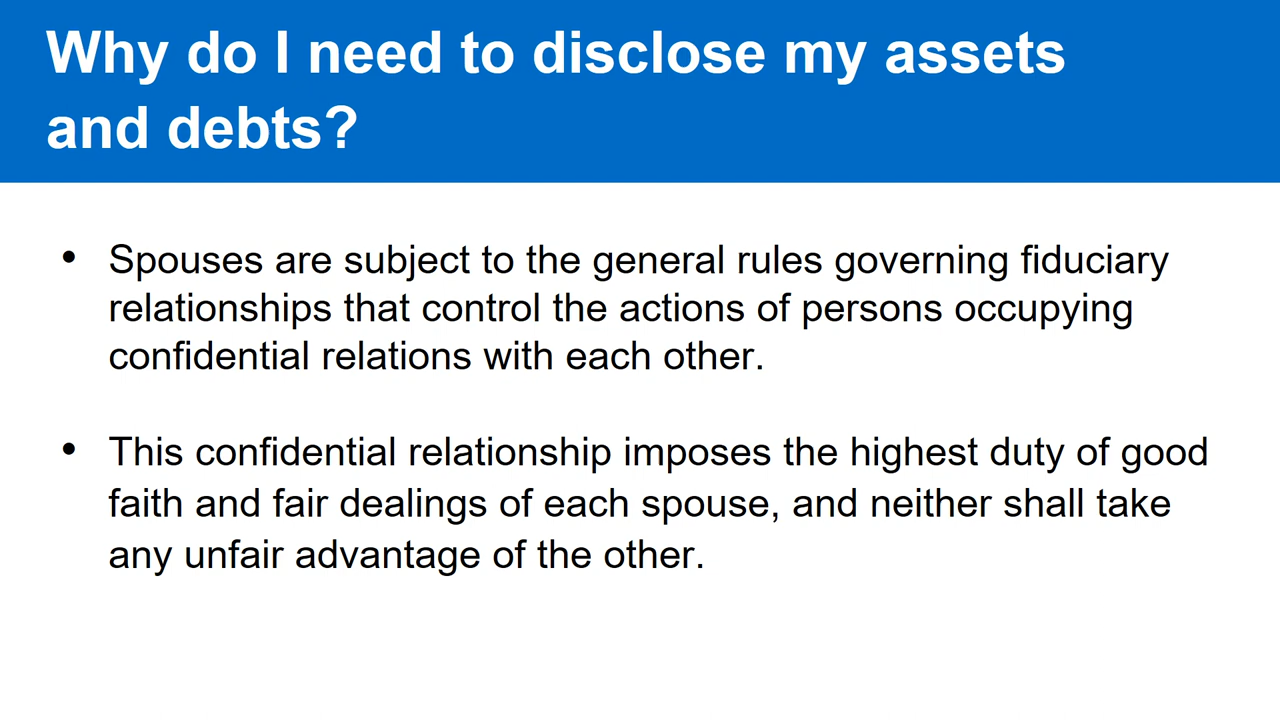 Why do I need to disclose my assets
and debts?
• Spouses are subject to the general rules governing fiduciary
relationships that control the actions of persons occupying
confidential relations with each other.
• This confidential relationship imposes the highest duty of good
faith and fair dealings of each spouse, and neither shall take
any unfair advantage of the other.